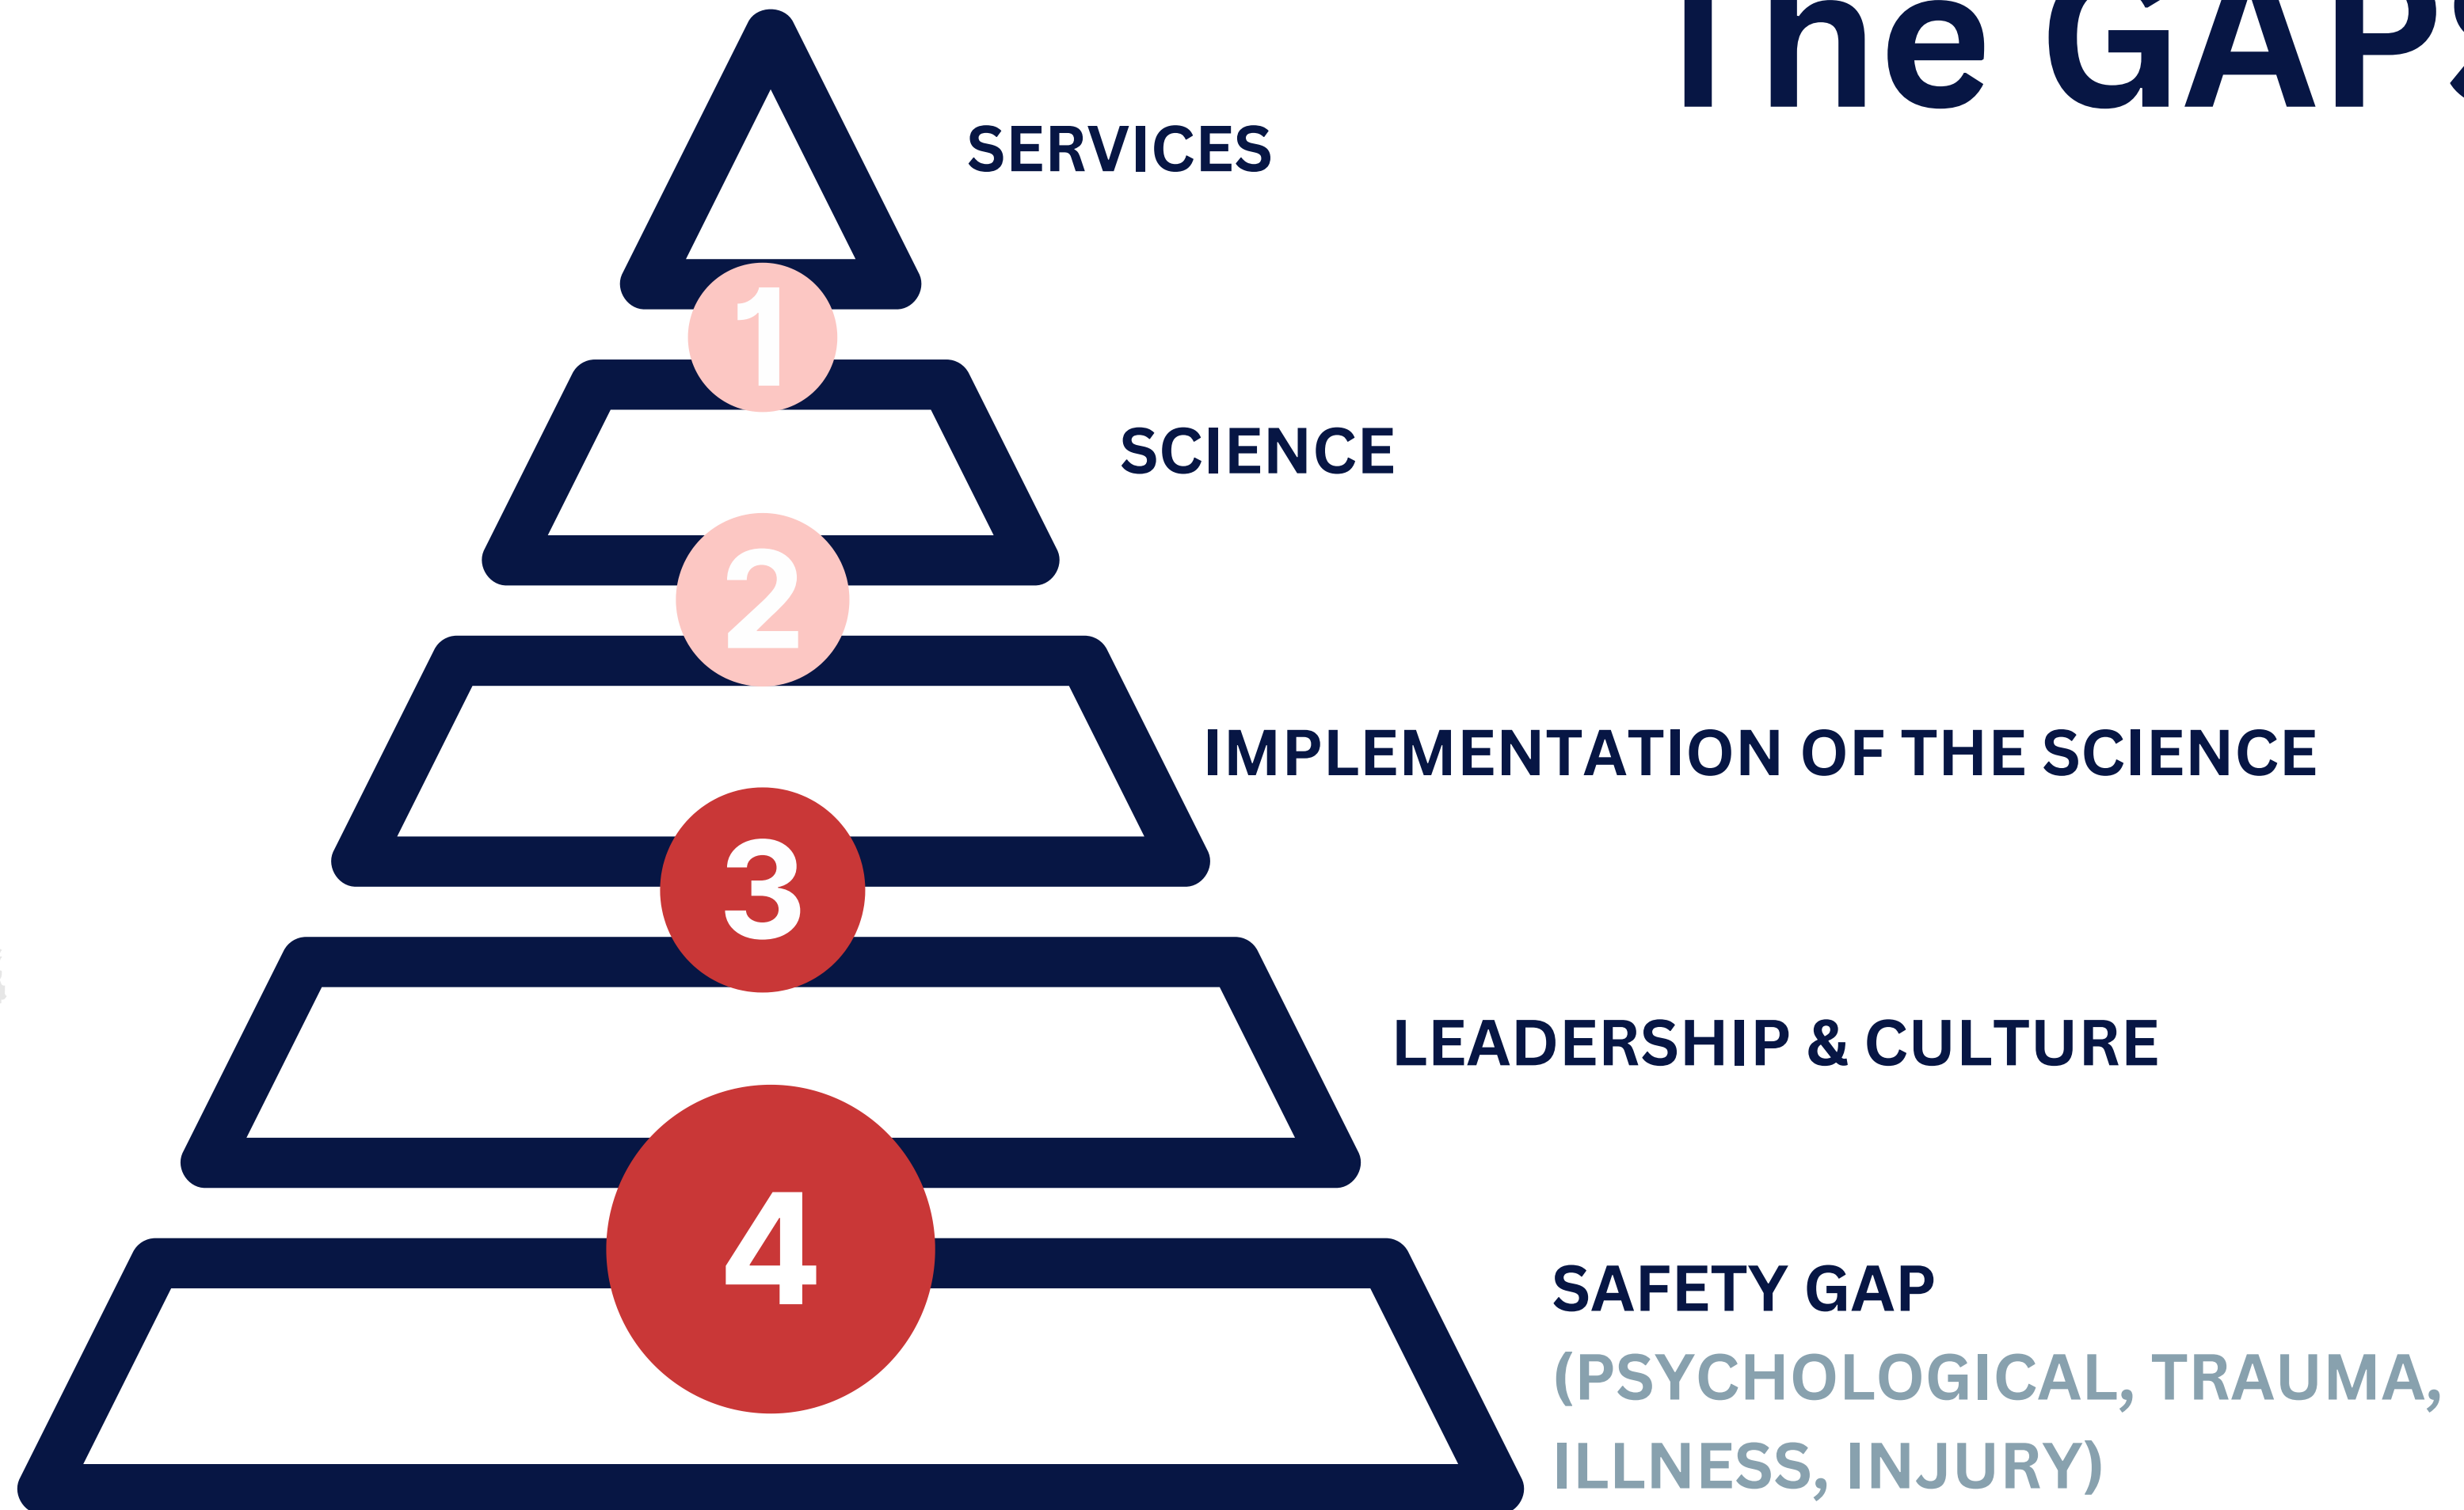 The GAPS
SERVICES
1
SCIENCE
2
IMPLEMENTATION OF THE SCIENCE
3
LEADERSHIP & CULTURE
4
SAFETY GAP
(PSYCHOLOGICAL, TRAUMA,
ILLNESS, INJURY)